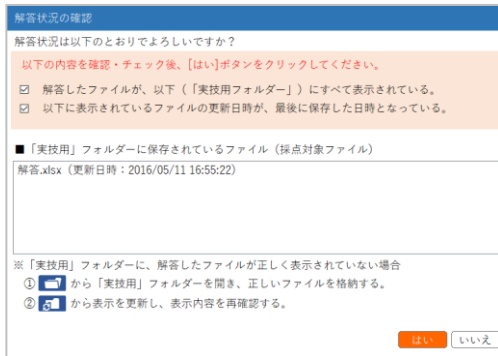 解答状況の確認
解答状況は以下のとおりでよろしいですか？
以下の内容を確認・チェック後、[はい]ボタンをクリックしてください。
☑ 解答したファイルが、以下（「実技用フォルダー」）にすべて表示されている。
☑ 以下に表示されているファイルの更新日時が、最後に保存した日時となっている。
■「実技用」フォルダーに保存されているファイル（採点対象ファイル）
解答.xlsx（更新日時：2016/05/11 16:55:22）
※「実技用」フォルダーに、解答したファイルが正しく表示されていない場合
① から「実技用」フォルダーを開き、正しいファイルを格納する。
② から表示を更新し、表示内容を再確認する。
はい いいえ